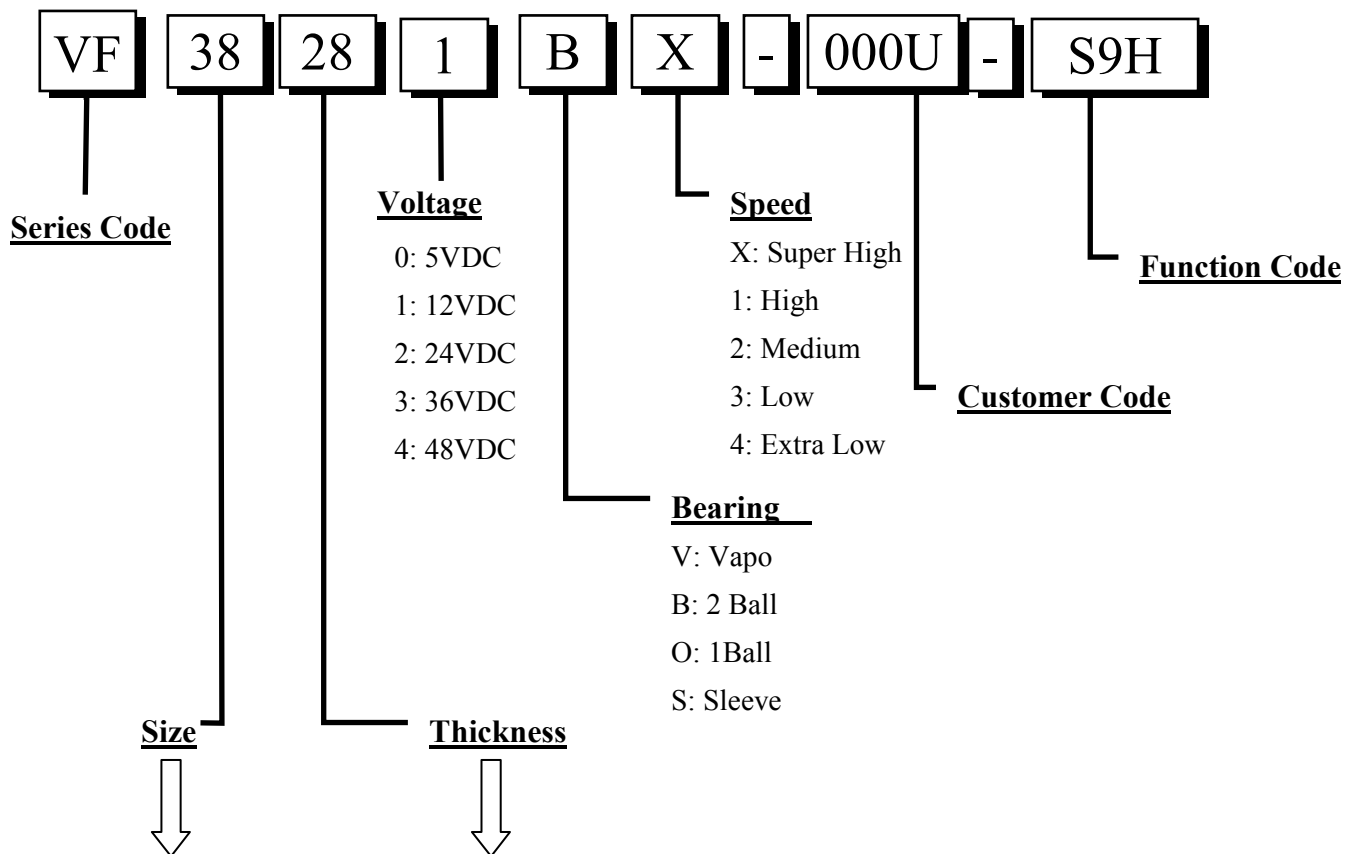 VF 38 28 1 B X - 000U - S9H
Series Code
Voltage
0: 5VDC
1: 12VDC
2: 24VDC
3: 36VDC
4: 48VDC
Speed
X: Super High
1: High
2: Medium
3: Low
4: Extra Low
Function Code
Customer Code
Bearing
V: Vapo
B: 2 Ball
O: 1Ball
S: Sleeve
Size
Thickness